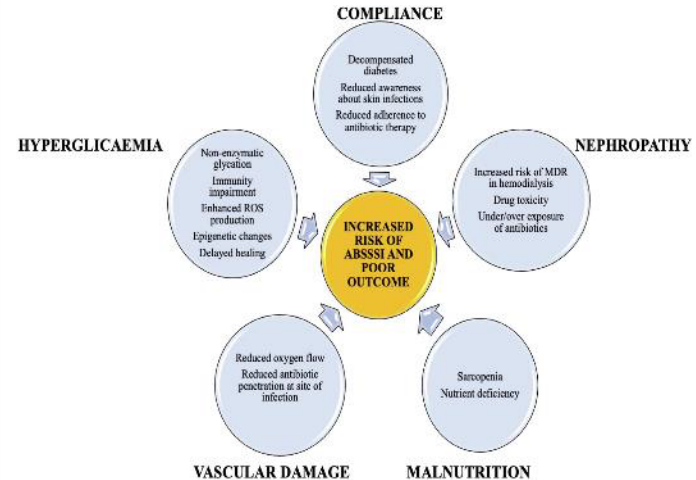 COMPLIANCE
Decompensated
diabetes
Reduced awareness
about skin infections
Reduced adherence to
antibiotic therapy
HYPERGLICAEMIA
Non-enzymatic
glycation
Immunity
impairment
Enhanced ROS
production
Epigenetic changes
Delayed healing
NEPHROPATHY
Increased risk of MDR
in hemodialysis
Drug toxicity
Under/over exposure
of antibiotics
INCREASED
RISK OF
ABSSSI AND
POOR
OUTCOME
Reduced oxygen flow
Reduced antibiotic
penetration at site of
infection
VASCULAR DAMAGE
Sarcopenia
Nutrient deficiency
MALNUTRITION